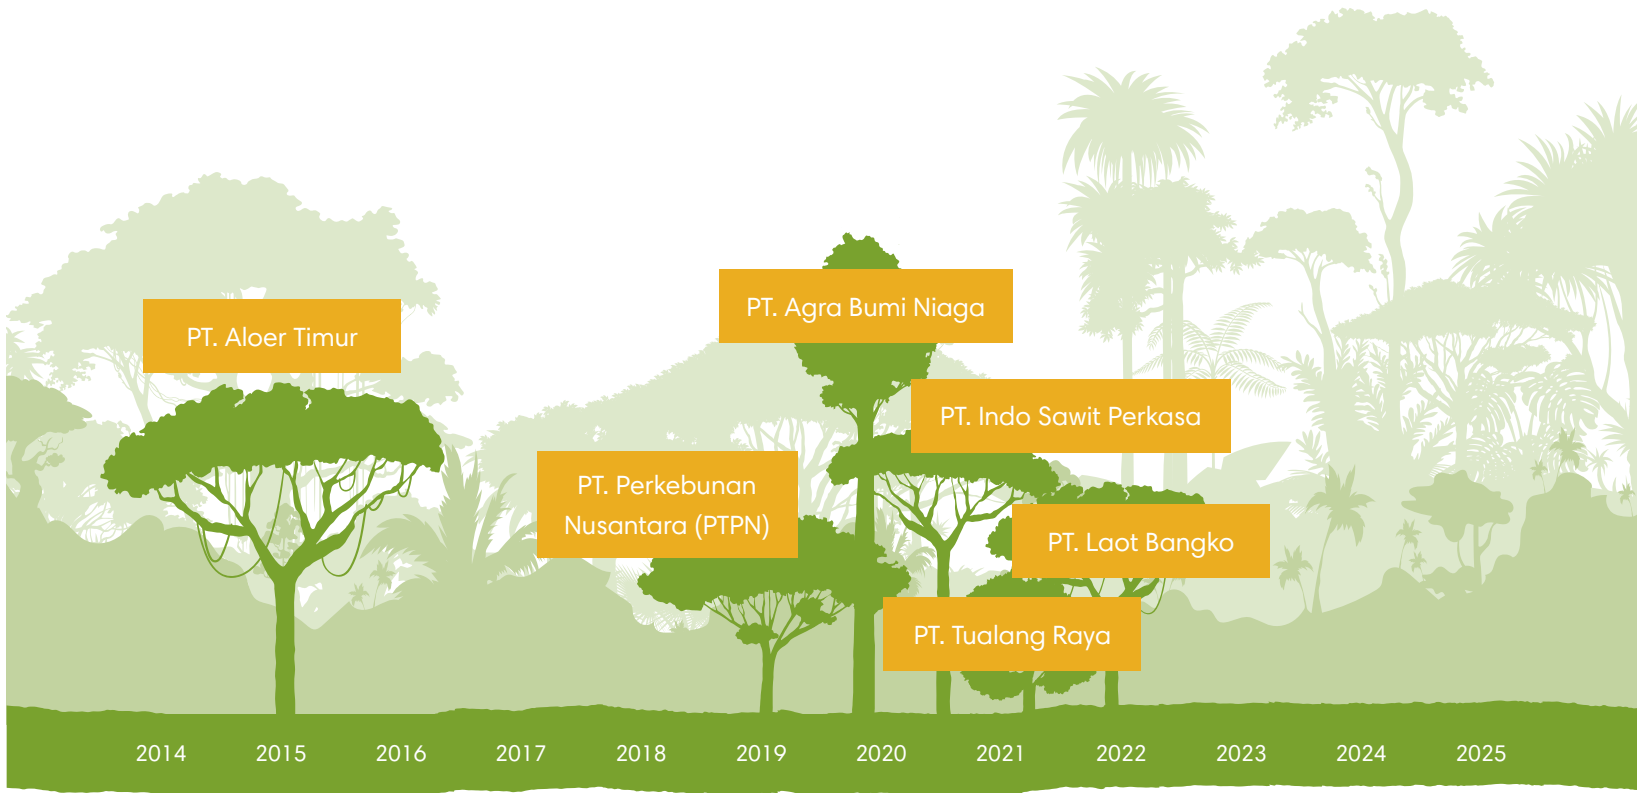 PT. Aloer Timur
PT. Agra Bumi Niaga
PT. Indo Sawit Perkasa
PT. Perkebunan
Nusantara (PTPN)
PT. Laot Bangko
PT. Tualang Raya
2014 2015 2016 2017 2018 2019 2020 2021 2022 2023 2024 2025